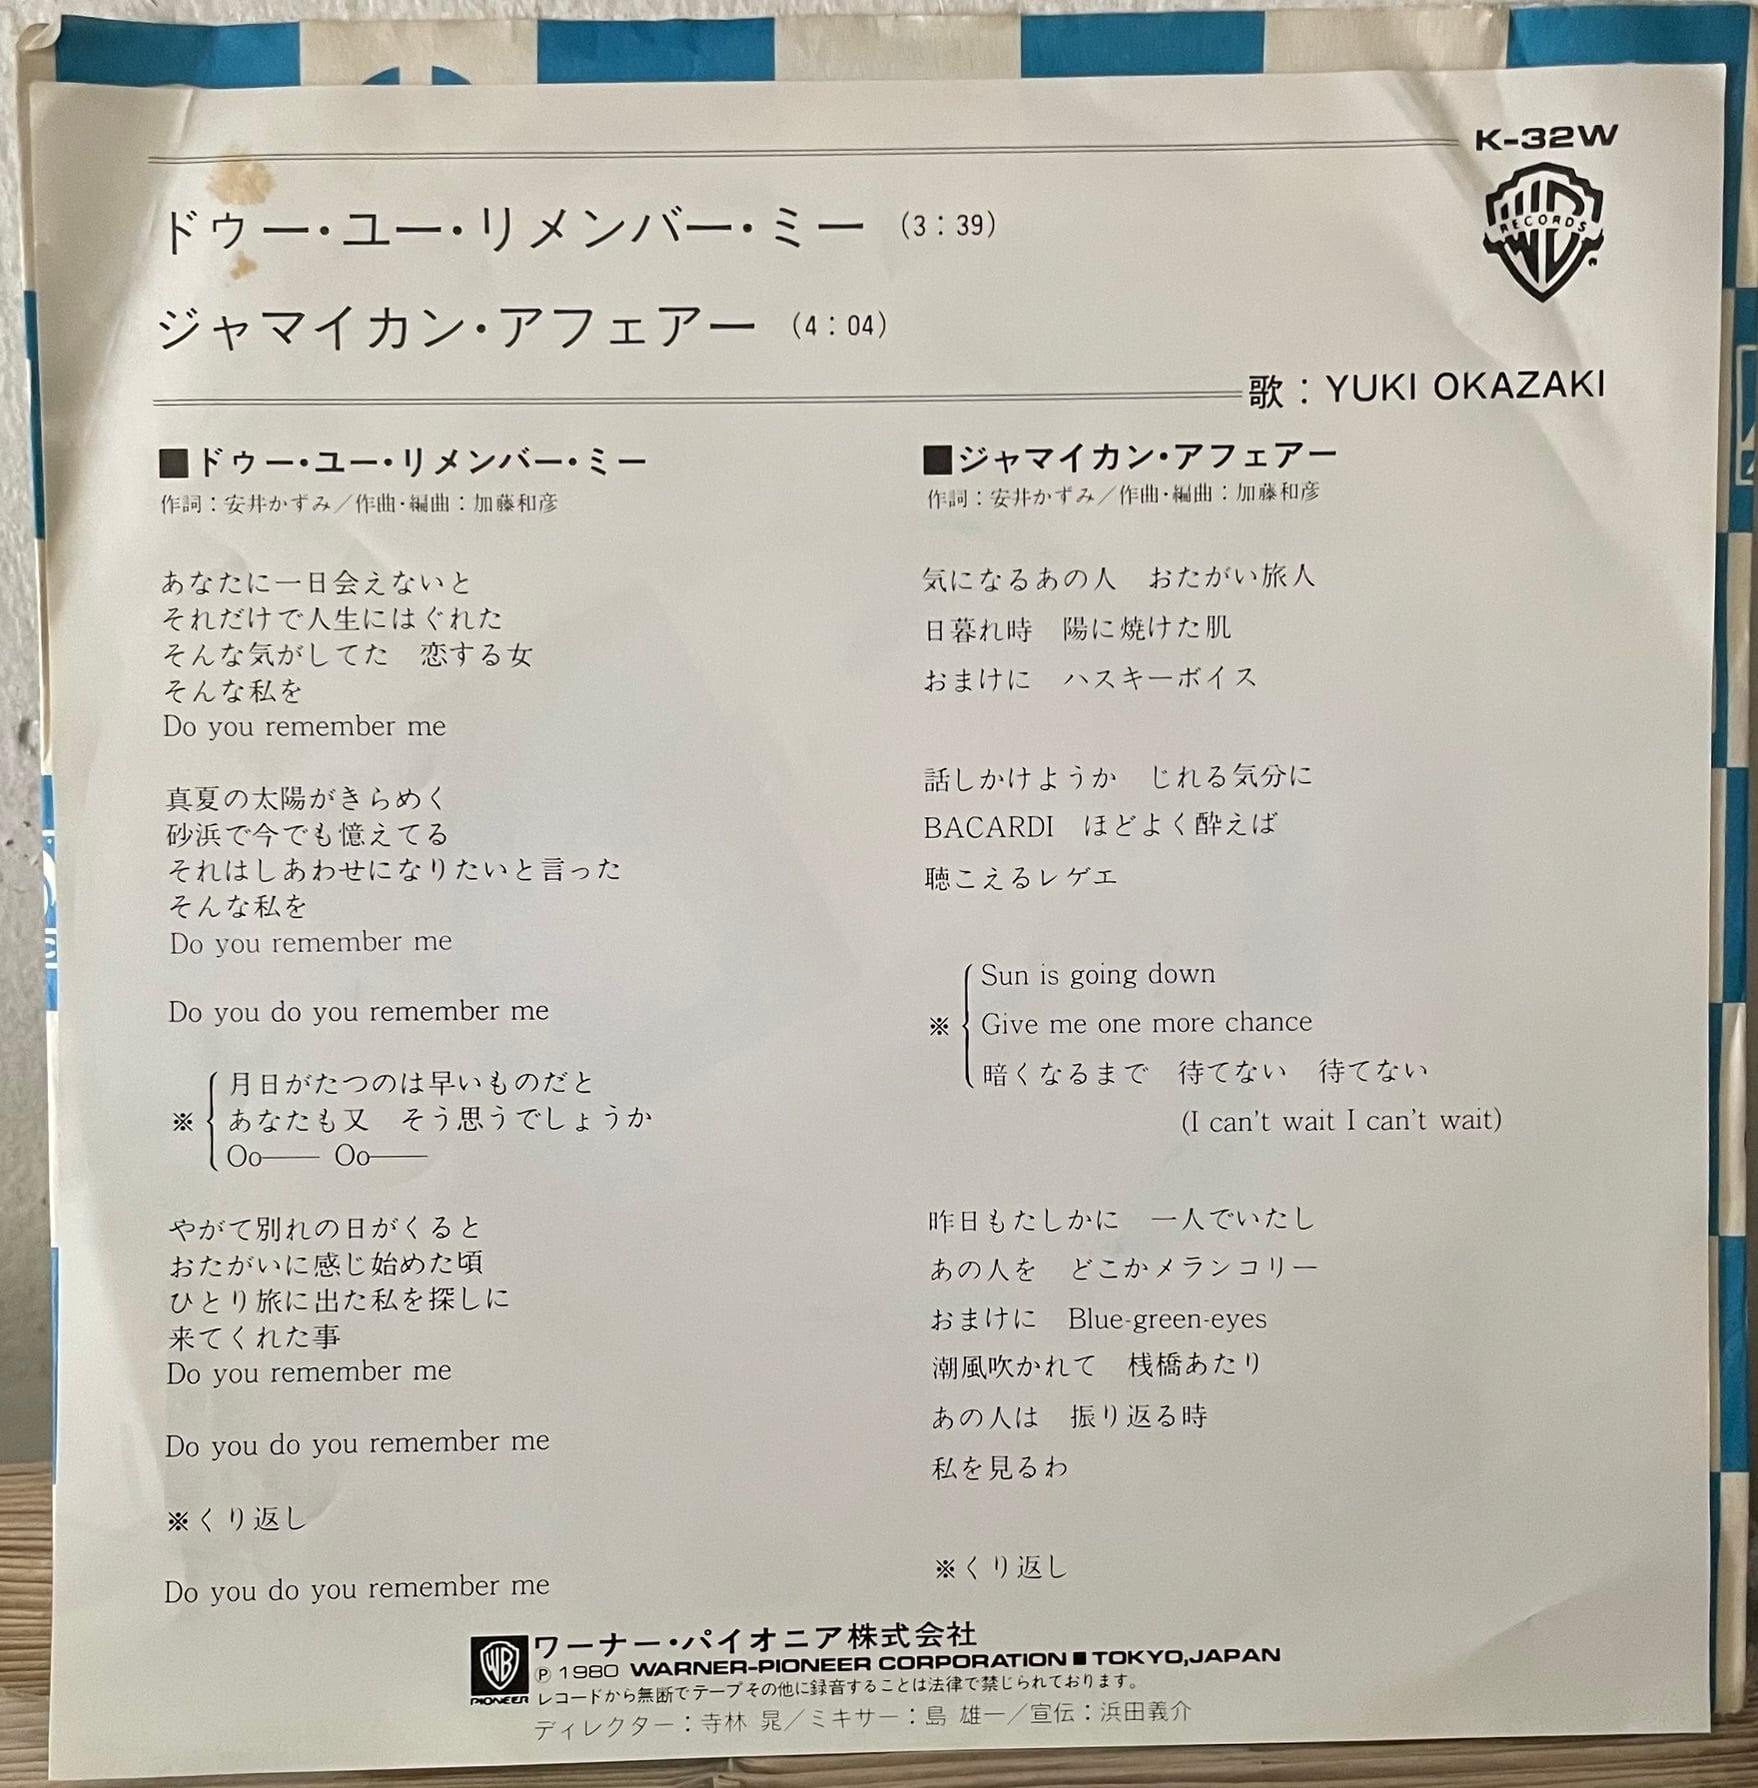 K-32W
WB RECORDS
ドゥー・ユー・リメンバー・ミー (3：39)
ジャマイカン・アフェアー (4：04)
歌：YUKI OKAZAKI
■ドゥー・ユー・リメンバー・ミー
作詞：安井かずみ／作曲・編曲：加藤和彦
あなたに一日会えないと
それだけで人生にはぐれた
そんな気がしてた　恋する女
そんな私を
Do you remember me
真夏の太陽がきらめく
砂浜で今でも憶えてる
それはしあわせになりたいと言った
そんな私を
Do you remember me
Do you do you remember me
月日がたつのは早いものだと
※ あなたも又　そう思うでしょうか
Oo―― Oo――
やがて別れの日がくると
おたがいに感じ始めた頃
ひとり旅に出た私を探しに
来てくれた事
Do you remember me
Do you do you remember me
※くり返し
Do you do you remember me
■ジャマイカン・アフェアー
作詞：安井かずみ／作曲・編曲：加藤和彦
気になるあの人　おたがい旅人
日暮れ時　陽に焼けた肌
おまけに　ハスキーボイス
話しかけようか　じれる気分に
BACARDI　ほどよく酔えば
聴こえるレゲエ
Sun is going down
※ Give me one more chance
暗くなるまで　待てない　待てない
(I can't wait I can't wait)
昨日もたしかに　一人でいたし
あの人を　どこかメランコリー
おまけに　Blue-green-eyes
潮風吹かれて　桟橋あたり
あの人は　振り返る時
私を見るわ
※くり返し
WB PIONEER
ワーナー・パイオニア株式会社
Ⓟ 1980 WARNER-PIONEER CORPORATION ■ TOKYO,JAPAN
レコードから無断でテープその他に録音することは法律で禁じられております。
ディレクター：寺林 晃／ミキサー：島 雄一／宣伝：浜田義介